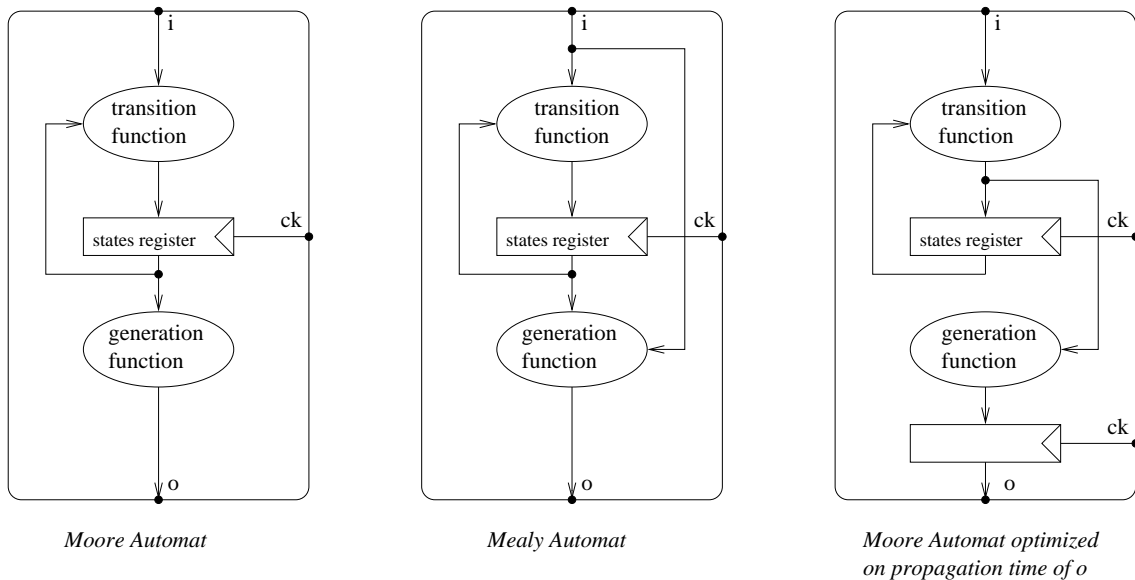 i
transition
function
ck
states register
generation
function
o
Moore Automat
i
transition
function
ck
states register
generation
function
o
Mealy Automat
i
transition
function
ck
states register
generation
function
ck
o
Moore Automat optimized
on propagation time of o